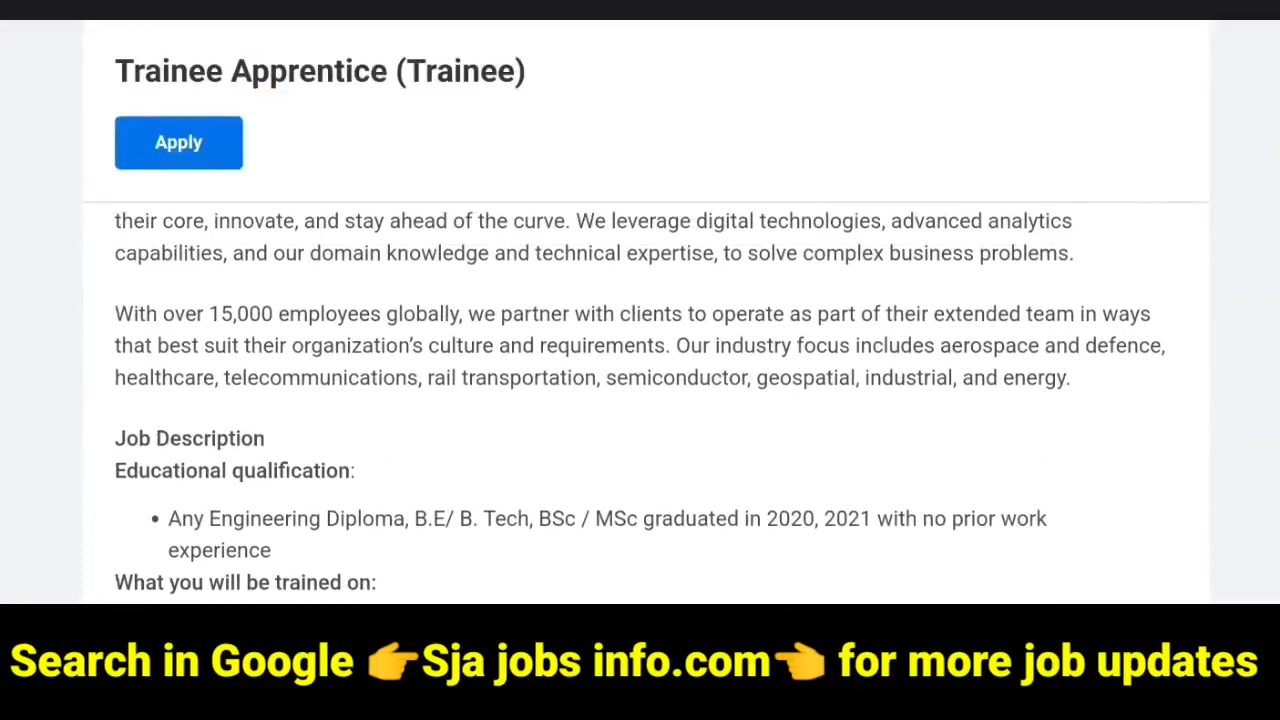 Trainee Apprentice (Trainee)
Apply
their core, innovate, and stay ahead of the curve. We leverage digital technologies, advanced analytics
capabilities, and our domain knowledge and technical expertise, to solve complex business problems.
With over 15,000 employees globally, we partner with clients to operate as part of their extended team in ways
that best suit their organization’s culture and requirements. Our industry focus includes aerospace and defence,
healthcare, telecommunications, rail transportation, semiconductor, geospatial, industrial, and energy.
Job Description
Educational qualification:
• Any Engineering Diploma, B.E/ B. Tech, BSc / MSc graduated in 2020, 2021 with no prior work
experience
What you will be trained on:
Search in Google 👉Sja jobs info.com👈 for more job updates